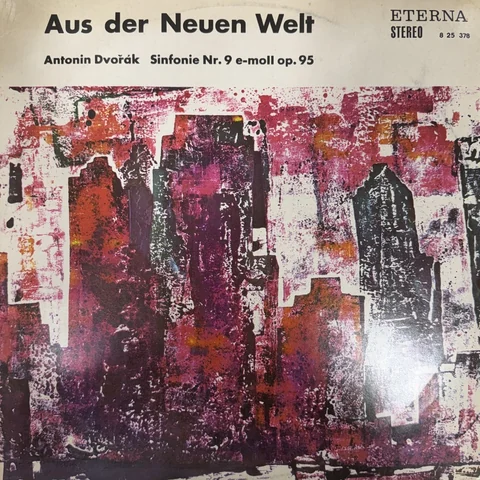 Aus der Neuen Welt
Antonin Dvořák Sinfonie Nr. 9 e-moll op. 95
ETERNA
STEREO 8 25 376